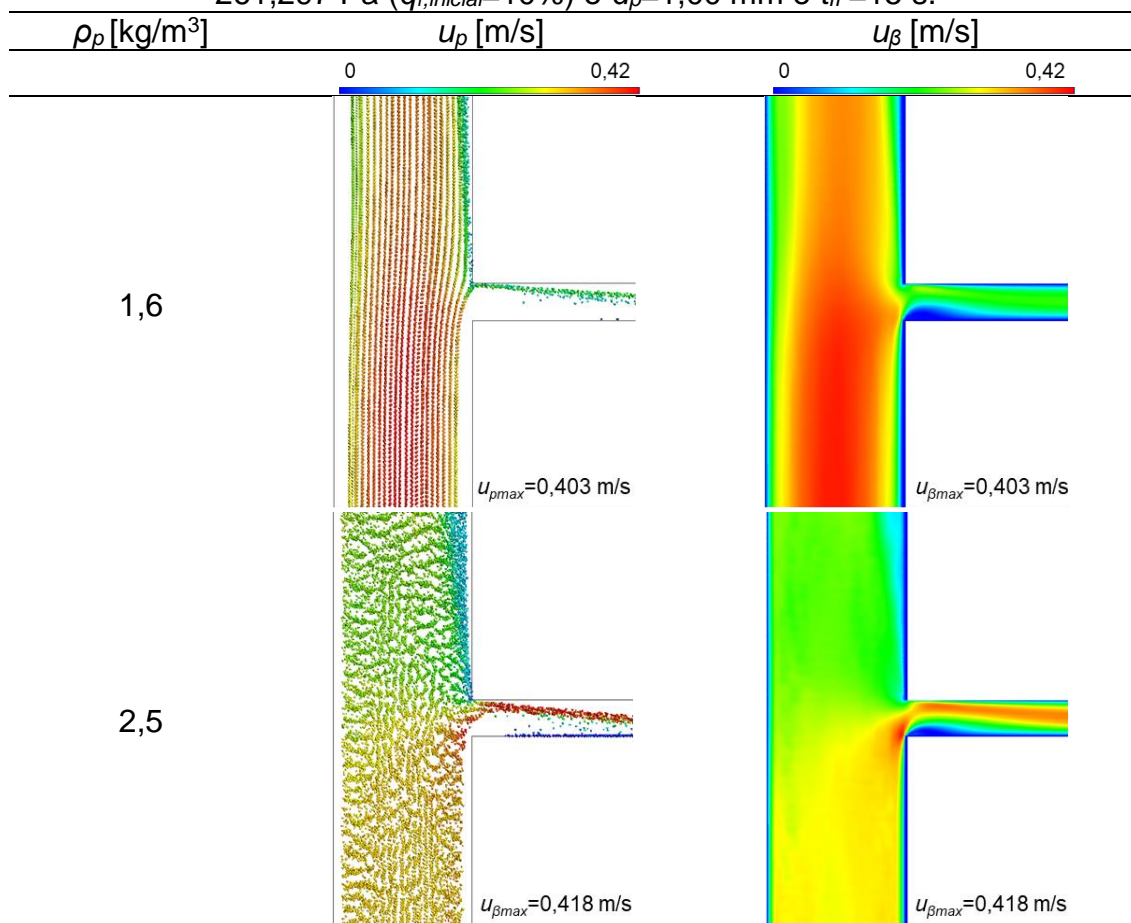 ρp [kg/m³] up [m/s] uβ [m/s]
0 0,42 0 0,42
1,6
upmax=0,403 m/s uβmax=0,403 m/s
2,5
uβmax=0,418 m/s uβmax=0,418 m/s